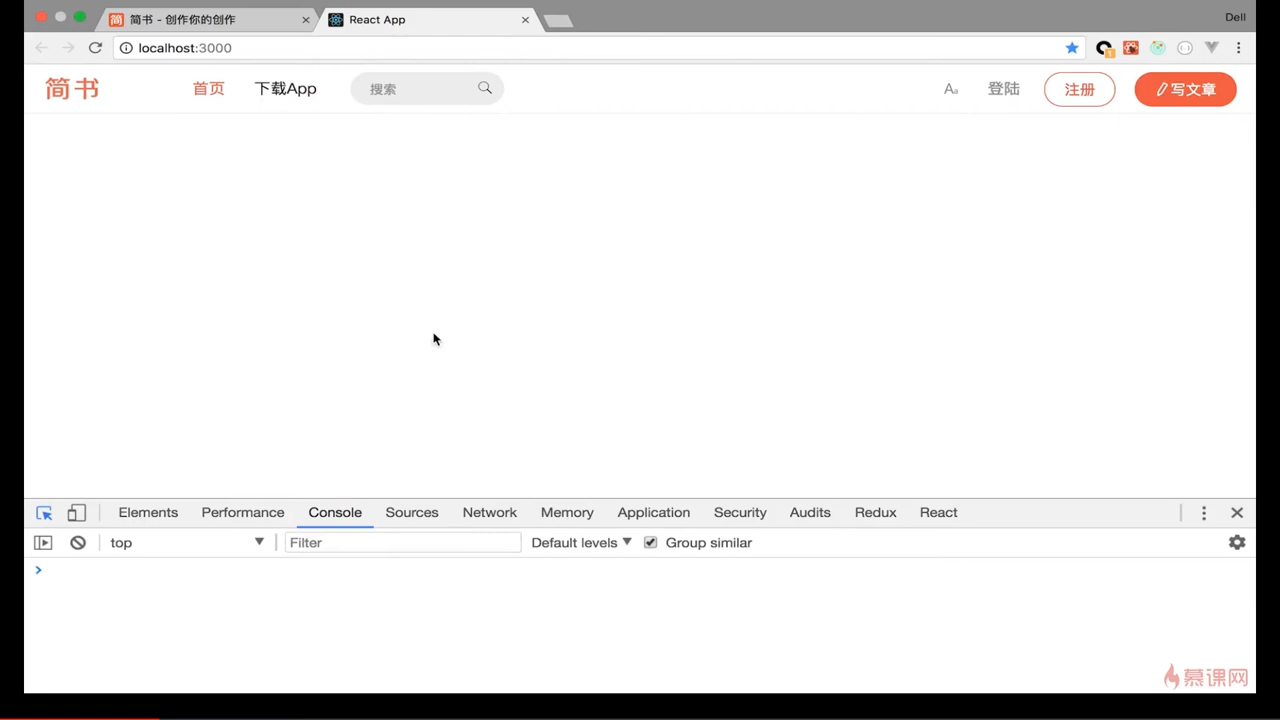 简书 - 创作你的创作
React App
Dell
localhost:3000
简书
首页
下载App
搜索
Aa
登陆
注册
写文章
Elements
Performance
Console
Sources
Network
Memory
Application
Security
Audits
Redux
React
top
Filter
Default levels
Group similar
慕课网